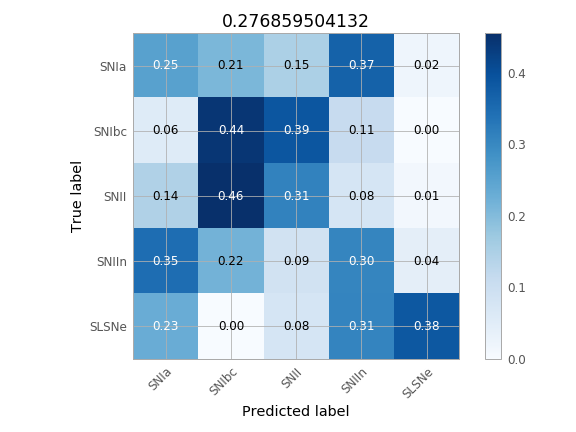 0.276859504132
SNIa 0.25 0.21 0.15 0.37 0.02
SNIbc 0.06 0.44 0.39 0.11 0.00
SNII 0.14 0.46 0.31 0.08 0.01
SNIIn 0.35 0.22 0.09 0.30 0.04
SLSNe 0.23 0.00 0.08 0.31 0.38
SNIa SNIbc SNII SNIIn SLSNe
Predicted label
True label
0.4
0.3
0.2
0.1
0.0